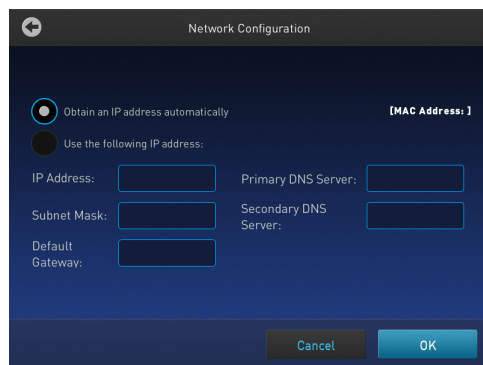 Network Configuration
Obtain an IP address automatically
[MAC Address: ]
Use the following IP address:
IP Address:
Primary DNS Server:
Subnet Mask:
Secondary DNS
Server:
Default
Gateway:
Cancel
OK